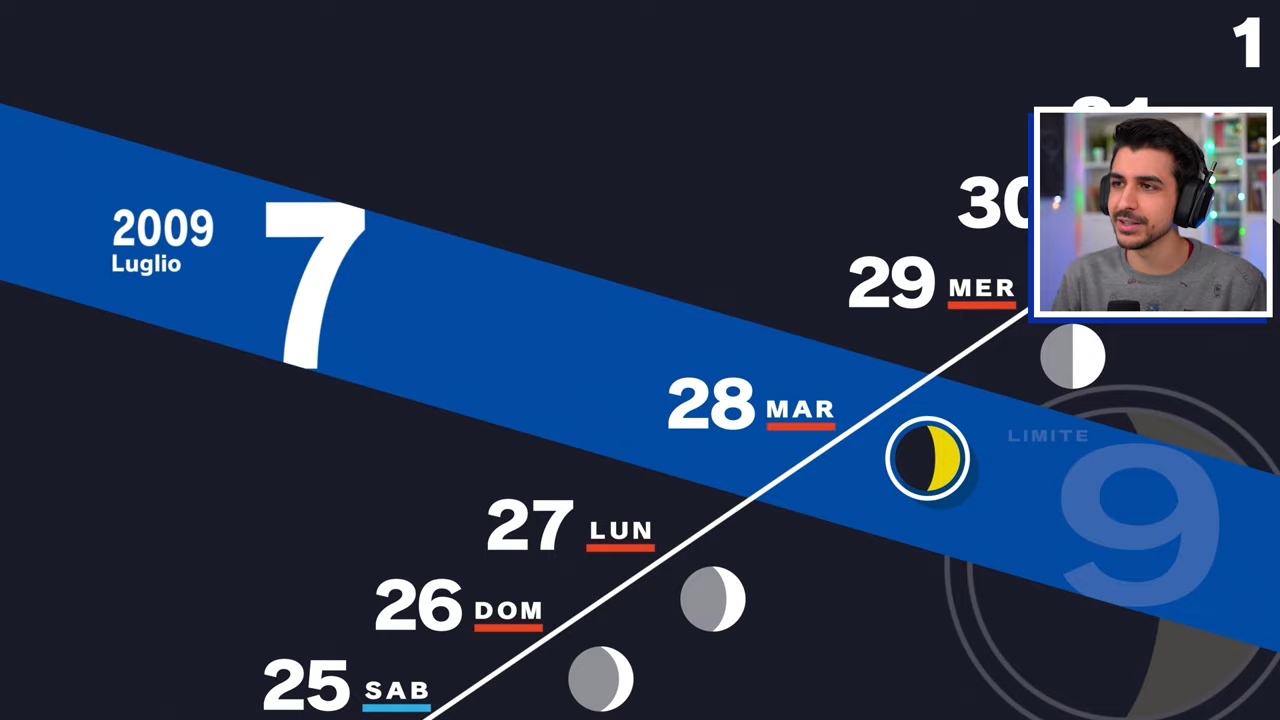 1
30
29 MER
2009
Luglio
7
28 MAR
LIMITE
9
27 LUN
26 DOM
25 SAB